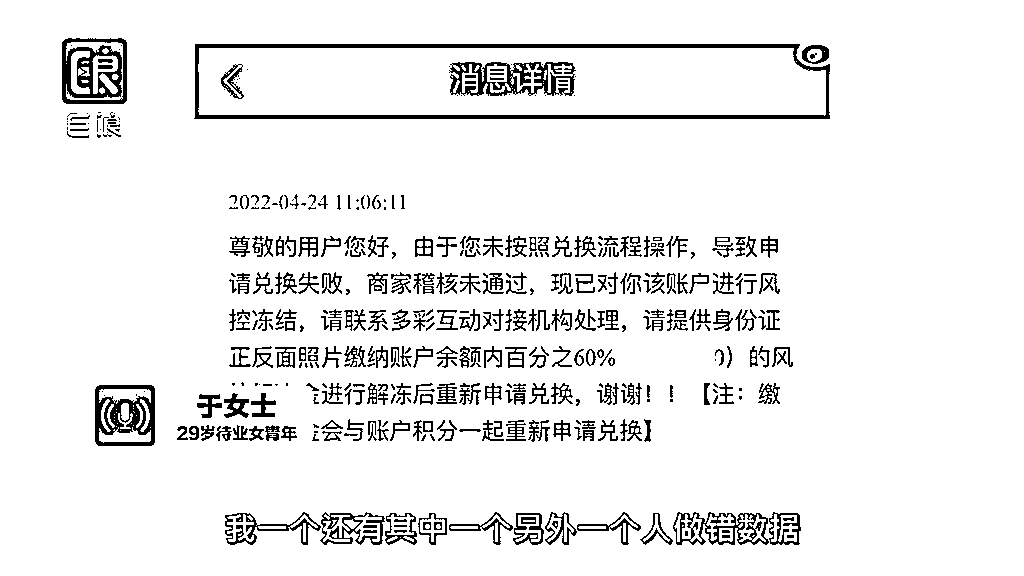 巨浪
消息详情
2022-04-24 11:06:11
尊敬的用户您好，由于您未按照兑换流程操作，导致申
请兑换失败，商家稽核未通过，现已对你该账户进行风
控冻结，请联系多彩互动对接机构处理，请提供身份证
正反面照片缴纳账户余额内百分之60% 0）的风
金进行解冻后重新申请兑换，谢谢！！【注：缴
金会与账户积分一起重新申请兑换】
于女士
29岁待业女青年
我一个还有其中一个另外一个人做错数据